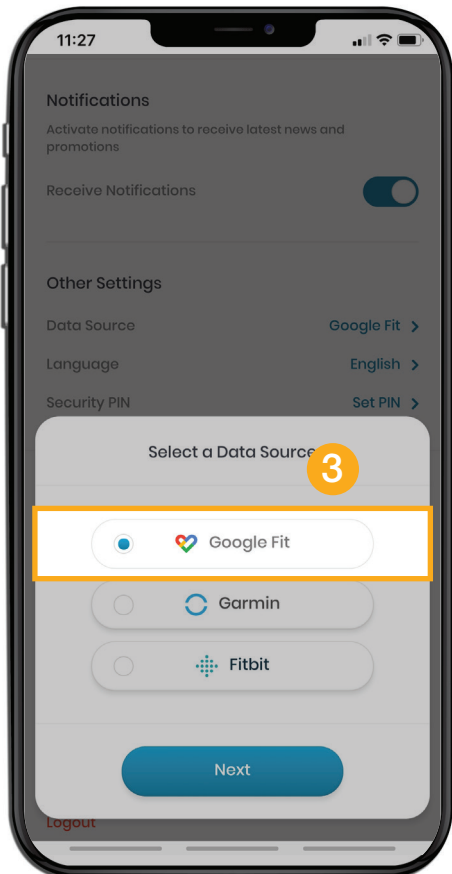 11:27
Notifications
Activate notifications to receive latest news and
promotions
Receive Notifications
Other Settings
Data Source Google Fit >
Language English >
Security PIN Set PIN >
Select a Data Source
3
Google Fit
Garmin
Fitbit
Next
Logout